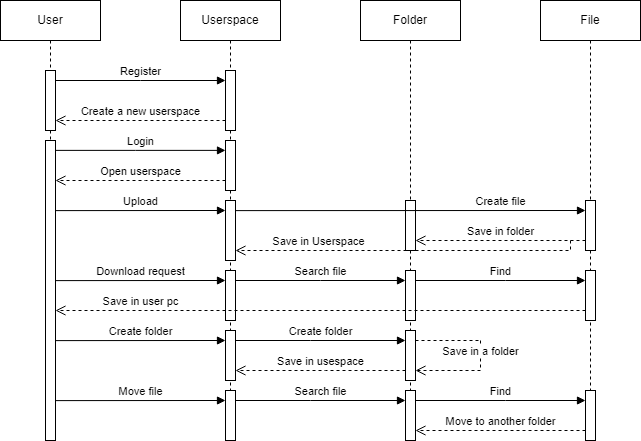 User
Userspace
Folder
File
Register
Create a new userspace
Login
Open userspace
Upload
Create file
Save in folder
Save in Userspace
Download request
Search file
Find
Save in user pc
Create folder
Create folder
Save in a folder
Save in usespace
Move file
Search file
Find
Move to another folder